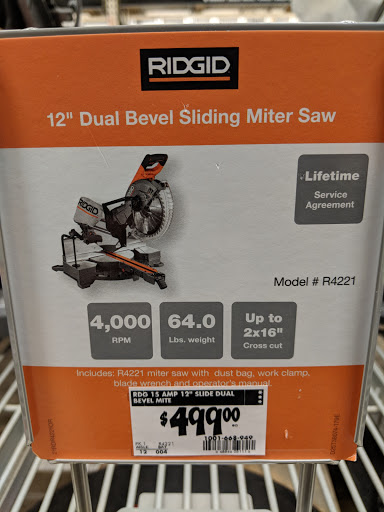 RIDGID
12" Dual Bevel Sliding Miter Saw
RIDGID
Lifetime
Service
Agreement
Model # R4221
4,000
RPM
64.0
Lbs. weight
Up to
2x16"
Cross cut
Includes: R4221 miter saw with dust bag, work clamp,
blade wrench and operator's manual.
RDG 15 AMP 12" SLIDE DUAL
BEVEL MITE
$499.00
R4221
1001-668-949
13 004